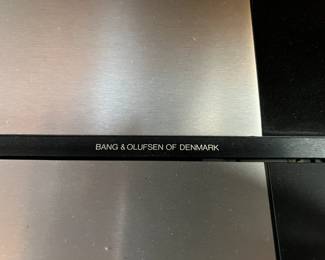 BANG & OLUFSEN OF DENMARK